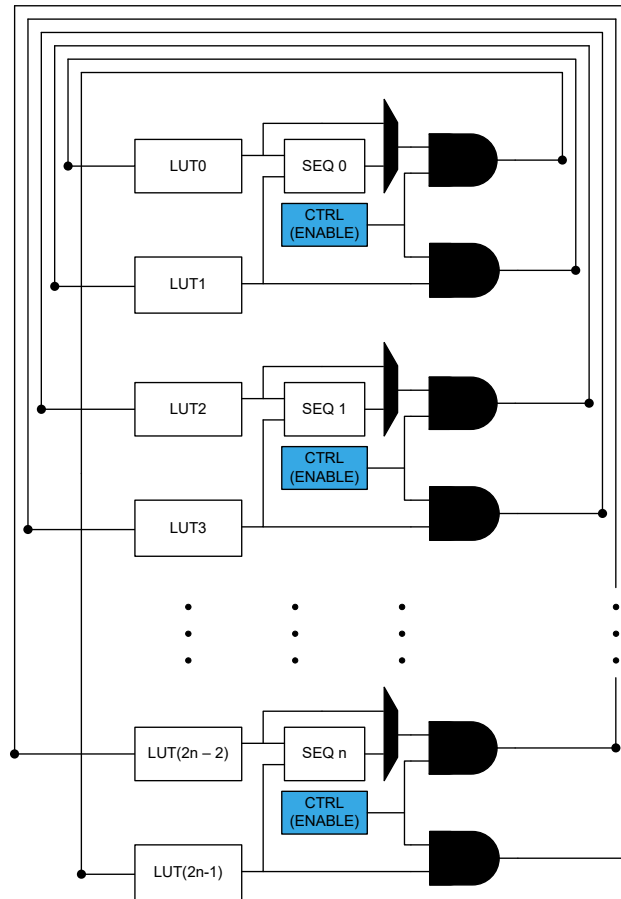 LUT0
SEQ 0
CTRL
(ENABLE)
LUT1
LUT2
SEQ 1
CTRL
(ENABLE)
LUT3
LUT(2n – 2)
SEQ n
CTRL
(ENABLE)
LUT(2n-1)